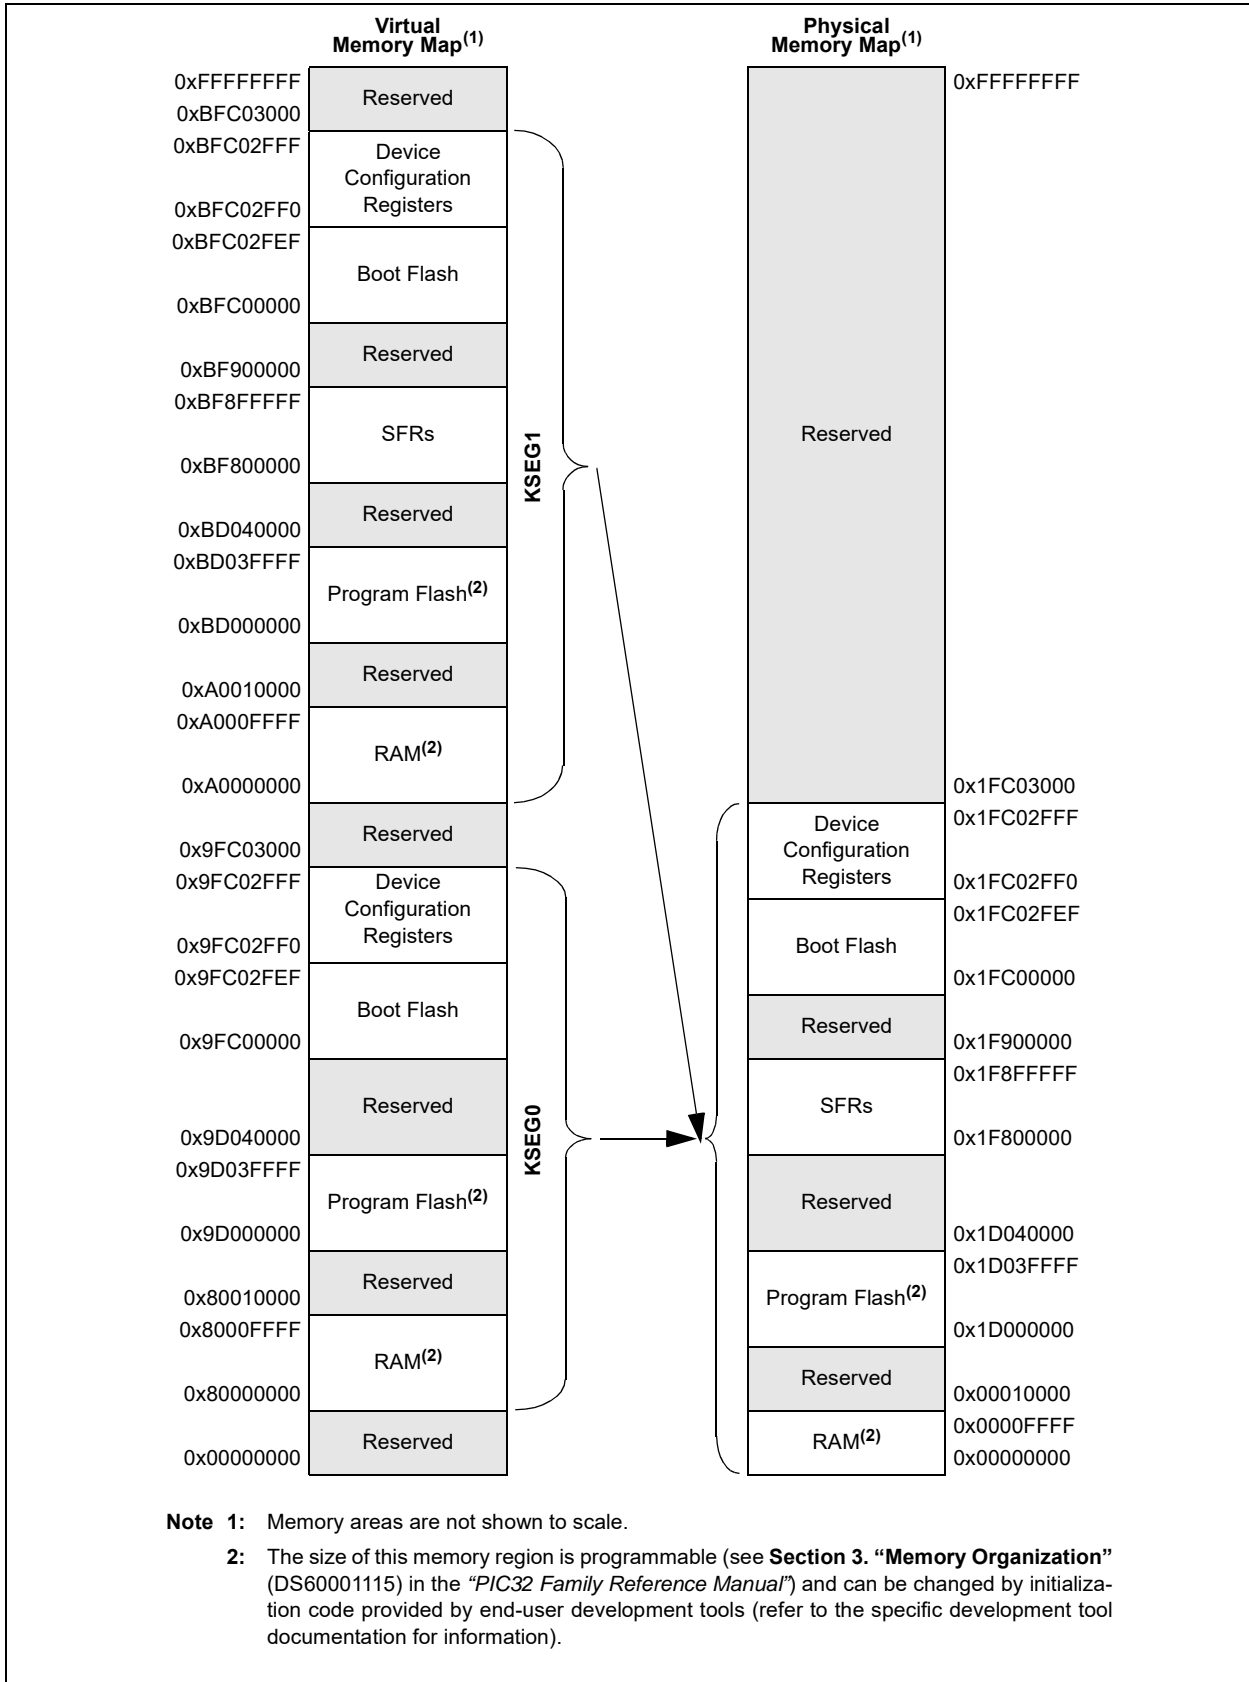 Virtual
Memory Map(1)
Physical
Memory Map(1)
0xFFFFFFFF
Reserved
0xBFC03000
0xBFC02FFF
Device
Configuration
Registers
0xBFC02FF0
0xBFC02FEF
Boot Flash
0xBFC00000
Reserved
0xBF900000
0xBF8FFFFF
SFRs
0xBF800000
Reserved
0xBD040000
0xBD03FFFF
Program Flash(2)
0xBD000000
Reserved
0xA0010000
0xA000FFFF
RAM(2)
0xA0000000
KSEG1
Reserved
0x9FC03000
0x9FC02FFF
Device
Configuration
Registers
0x9FC02FF0
0x9FC02FEF
Boot Flash
0x9FC00000
Reserved
0x9D040000
0x9D03FFFF
Program Flash(2)
0x9D000000
Reserved
0x80010000
0x8000FFFF
RAM(2)
0x80000000
KSEG0
Reserved
0x00000000
0xFFFFFFFF
Reserved
0x1FC03000
0x1FC02FFF
Device
Configuration
Registers
0x1FC02FF0
0x1FC02FEF
Boot Flash
0x1FC00000
Reserved
0x1F900000
0x1F8FFFFF
SFRs
0x1F800000
Reserved
0x1D040000
0x1D03FFFF
Program Flash(2)
0x1D000000
Reserved
0x00010000
0x0000FFFF
RAM(2)
0x00000000
Note 1: Memory areas are not shown to scale.
2: The size of this memory region is programmable (see Section 3. “Memory Organization”
(DS60001115) in the “PIC32 Family Reference Manual”) and can be changed by initializa-
tion code provided by end-user development tools (refer to the specific development tool
documentation for information).